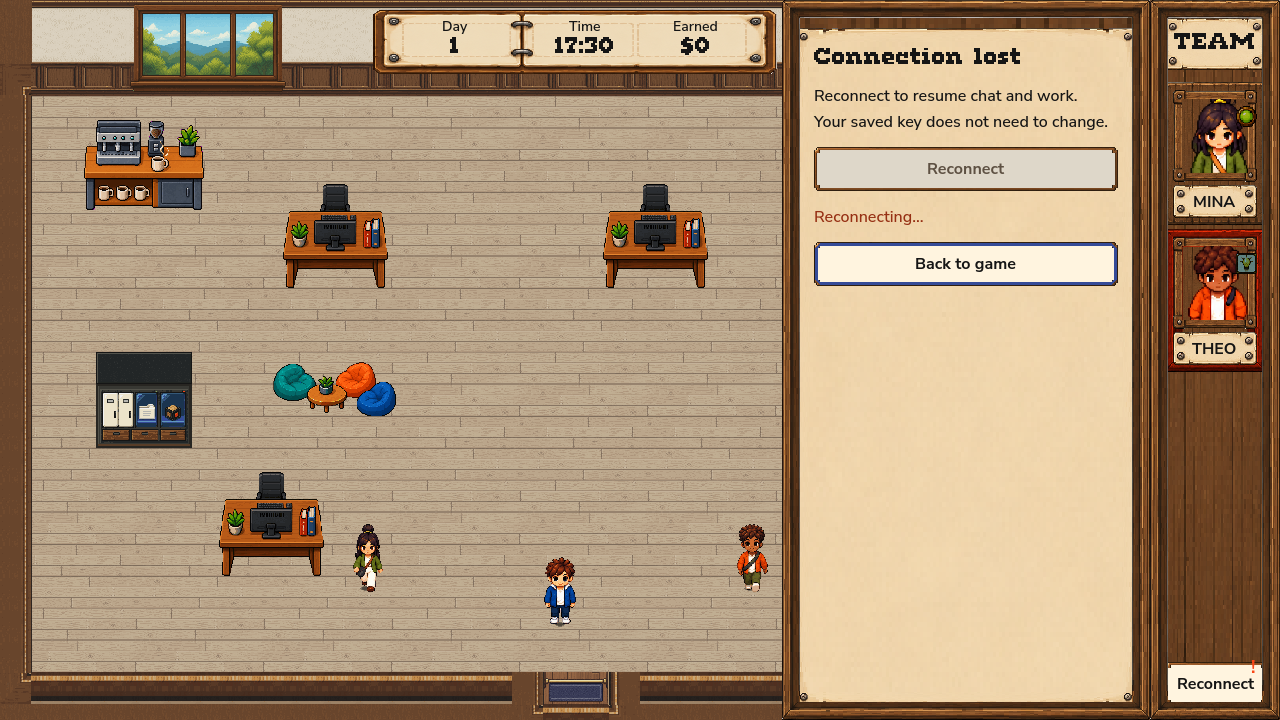 Day
1
Time
17:30
Earned
$0
Connection lost
Reconnect to resume chat and work.
Your saved key does not need to change.
Reconnect
Reconnecting...
Back to game
TEAM
MINA
THEO
!
Reconnect